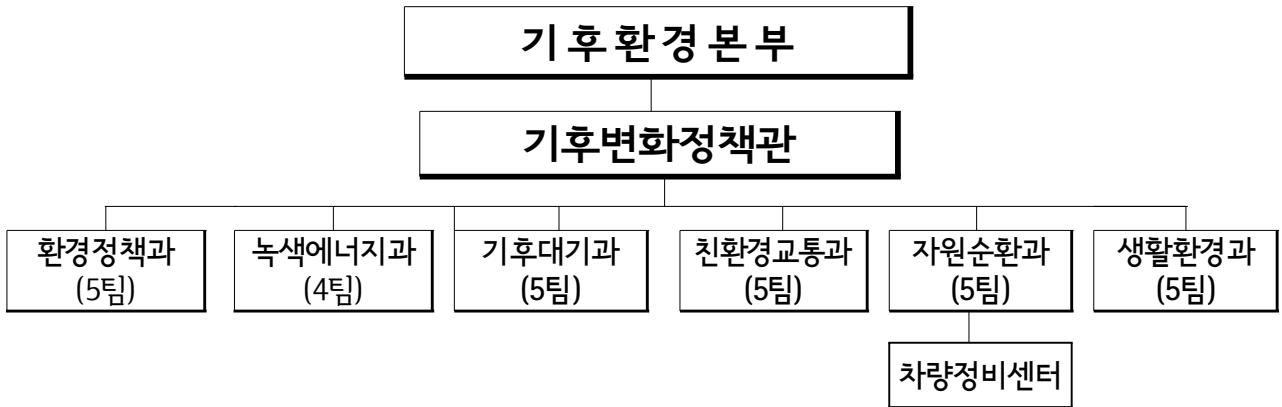 기후환경본부
기후변화정책관
환경정책과
(5팀)
녹색에너지과
(4팀)
기후대기과
(5팀)
친환경교통과
(5팀)
자원순환과
(5팀)
생활환경과
(5팀)
차량정비센터